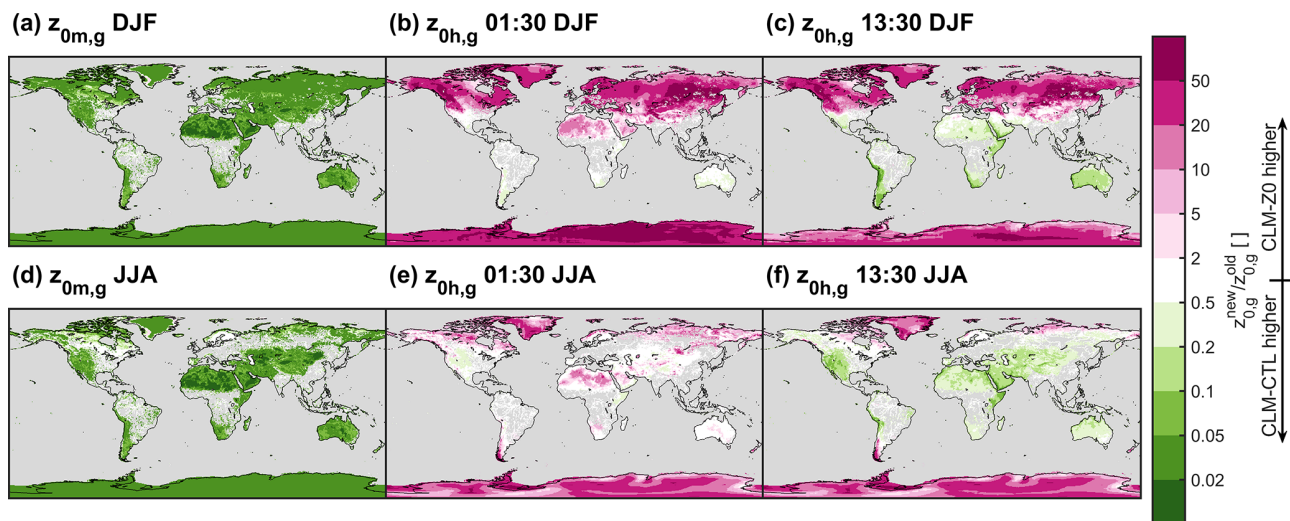 (a) z0m,g DJF
(b) z0h,g 01:30 DJF
(c) z0h,g 13:30 DJF
(d) z0m,g JJA
(e) z0h,g 01:30 JJA
(f) z0h,g 13:30 JJA
50
20
10
5
2
0.5
0.2
0.1
0.05
0.02
z0,g^new/z0,g^old [ ]
CLM-CTL higher
CLM-Z0 higher